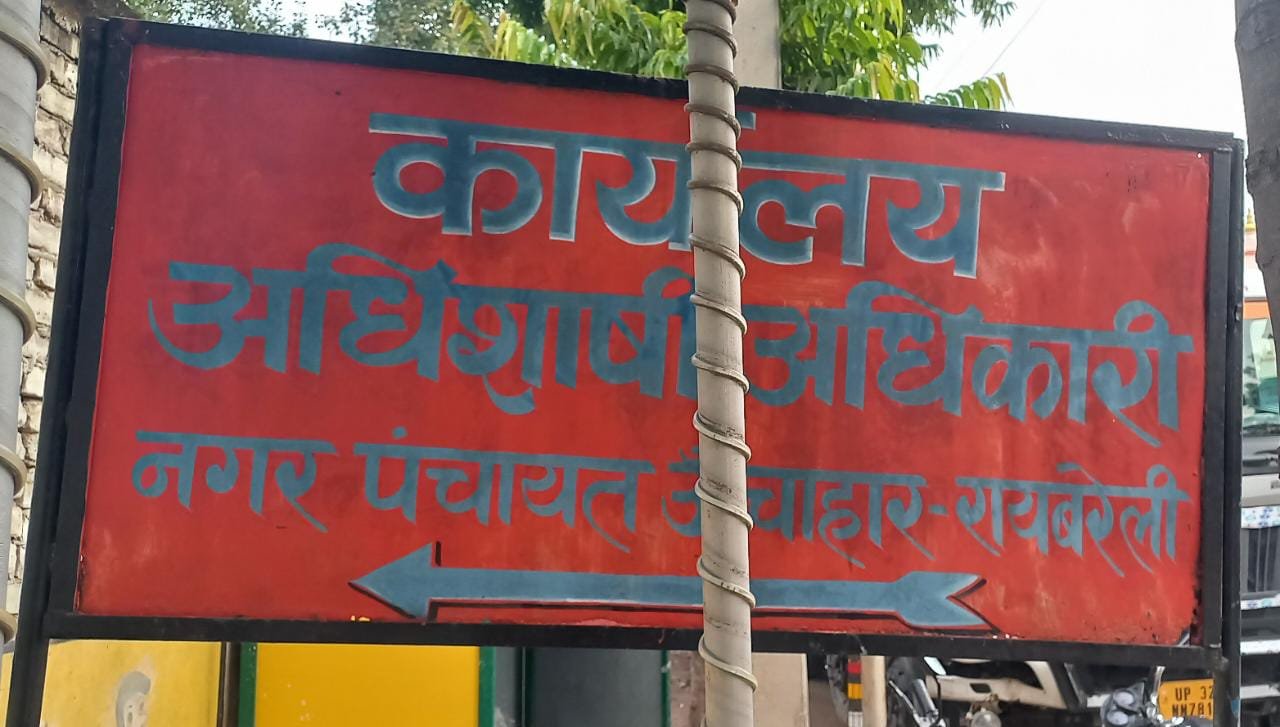 कार्यालय
अधिशाषी अधिकारी
नगर पंचायत ऊँचाहार-रायबरेली